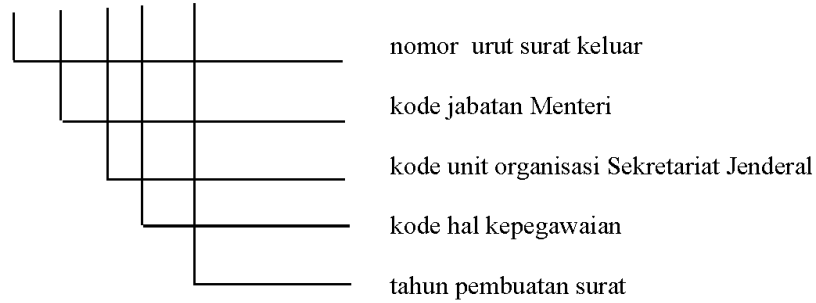 nomor urut surat keluar
kode jabatan Menteri
kode unit organisasi Sekretariat Jenderal
kode hal kepegawaian
tahun pembuatan surat